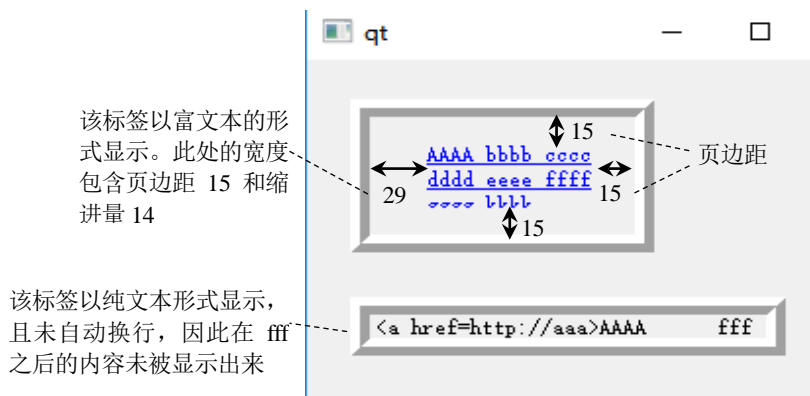 qt
该标签以富文本的形
式显示。此处的宽度
包含页边距 15 和缩
进量 14
15
AAAA bbbb cccc
dddd eeee ffff
29
15
15
页边距
该标签以纯文本形式显示，
且未自动换行，因此在 fff
之后的内容未被显示出来
<a href=http://aaa>AAAA fff